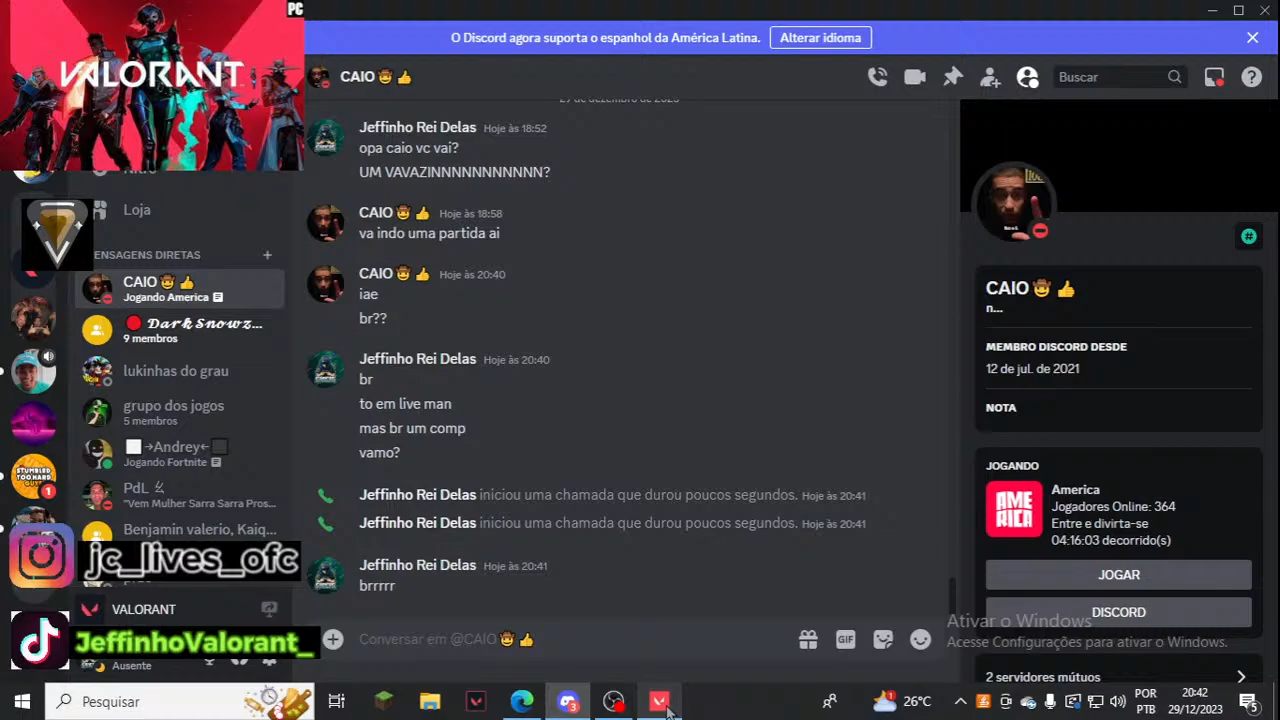 PC
VALORANT
O Discord agora suporta o espanhol da América Latina.
Alterar idioma
CAIO 🤠 👍
Buscar
Loja
ENSAGENS DIRETAS
CAIO 🤠 👍
Jogando America
🔴 𝓓𝓪𝓻𝓴 𝓢𝓷𝓸𝔀𝔃...
9 membros
lukinhas do grau
grupo dos jogos
5 membros
→Andrey←
Jogando Fortnite
PdL
"Vem Mulher Sarra Sarra Pros...
Benjamin valerio, Kaiq...
1
jc_lives_ofc
VALORANT
JeffinhoValorant_
Ausente
Jeffinho Rei Delas Hoje às 18:52
opa caio vc vai?
UM VAVAZINNNNNNNNNNN?
CAIO 🤠 👍 Hoje às 18:58
va indo uma partida ai
CAIO 🤠 👍 Hoje às 20:40
iae
br??
Jeffinho Rei Delas Hoje às 20:40
br
to em live man
mas br um comp
vamo?
Jeffinho Rei Delas iniciou uma chamada que durou poucos segundos. Hoje às 20:41
Jeffinho Rei Delas iniciou uma chamada que durou poucos segundos. Hoje às 20:41
Jeffinho Rei Delas Hoje às 20:41
brrrrr
Conversar em @CAIO 🤠 👍
GIF
CAIO 🤠 👍
n...
MEMBRO DISCORD DESDE
12 de jul. de 2021
NOTA
JOGANDO
AME
RICA
America
Jogadores Online: 364
Entre e divirta-se
04:16:03 decorrido(s)
JOGAR
DISCORD
Ativar o Windows
Acesse Configurações para ativar o Windows.
2 servidores mútuos
Pesquisar
3
26°C
POR
PTB
20:42
29/12/2023
5